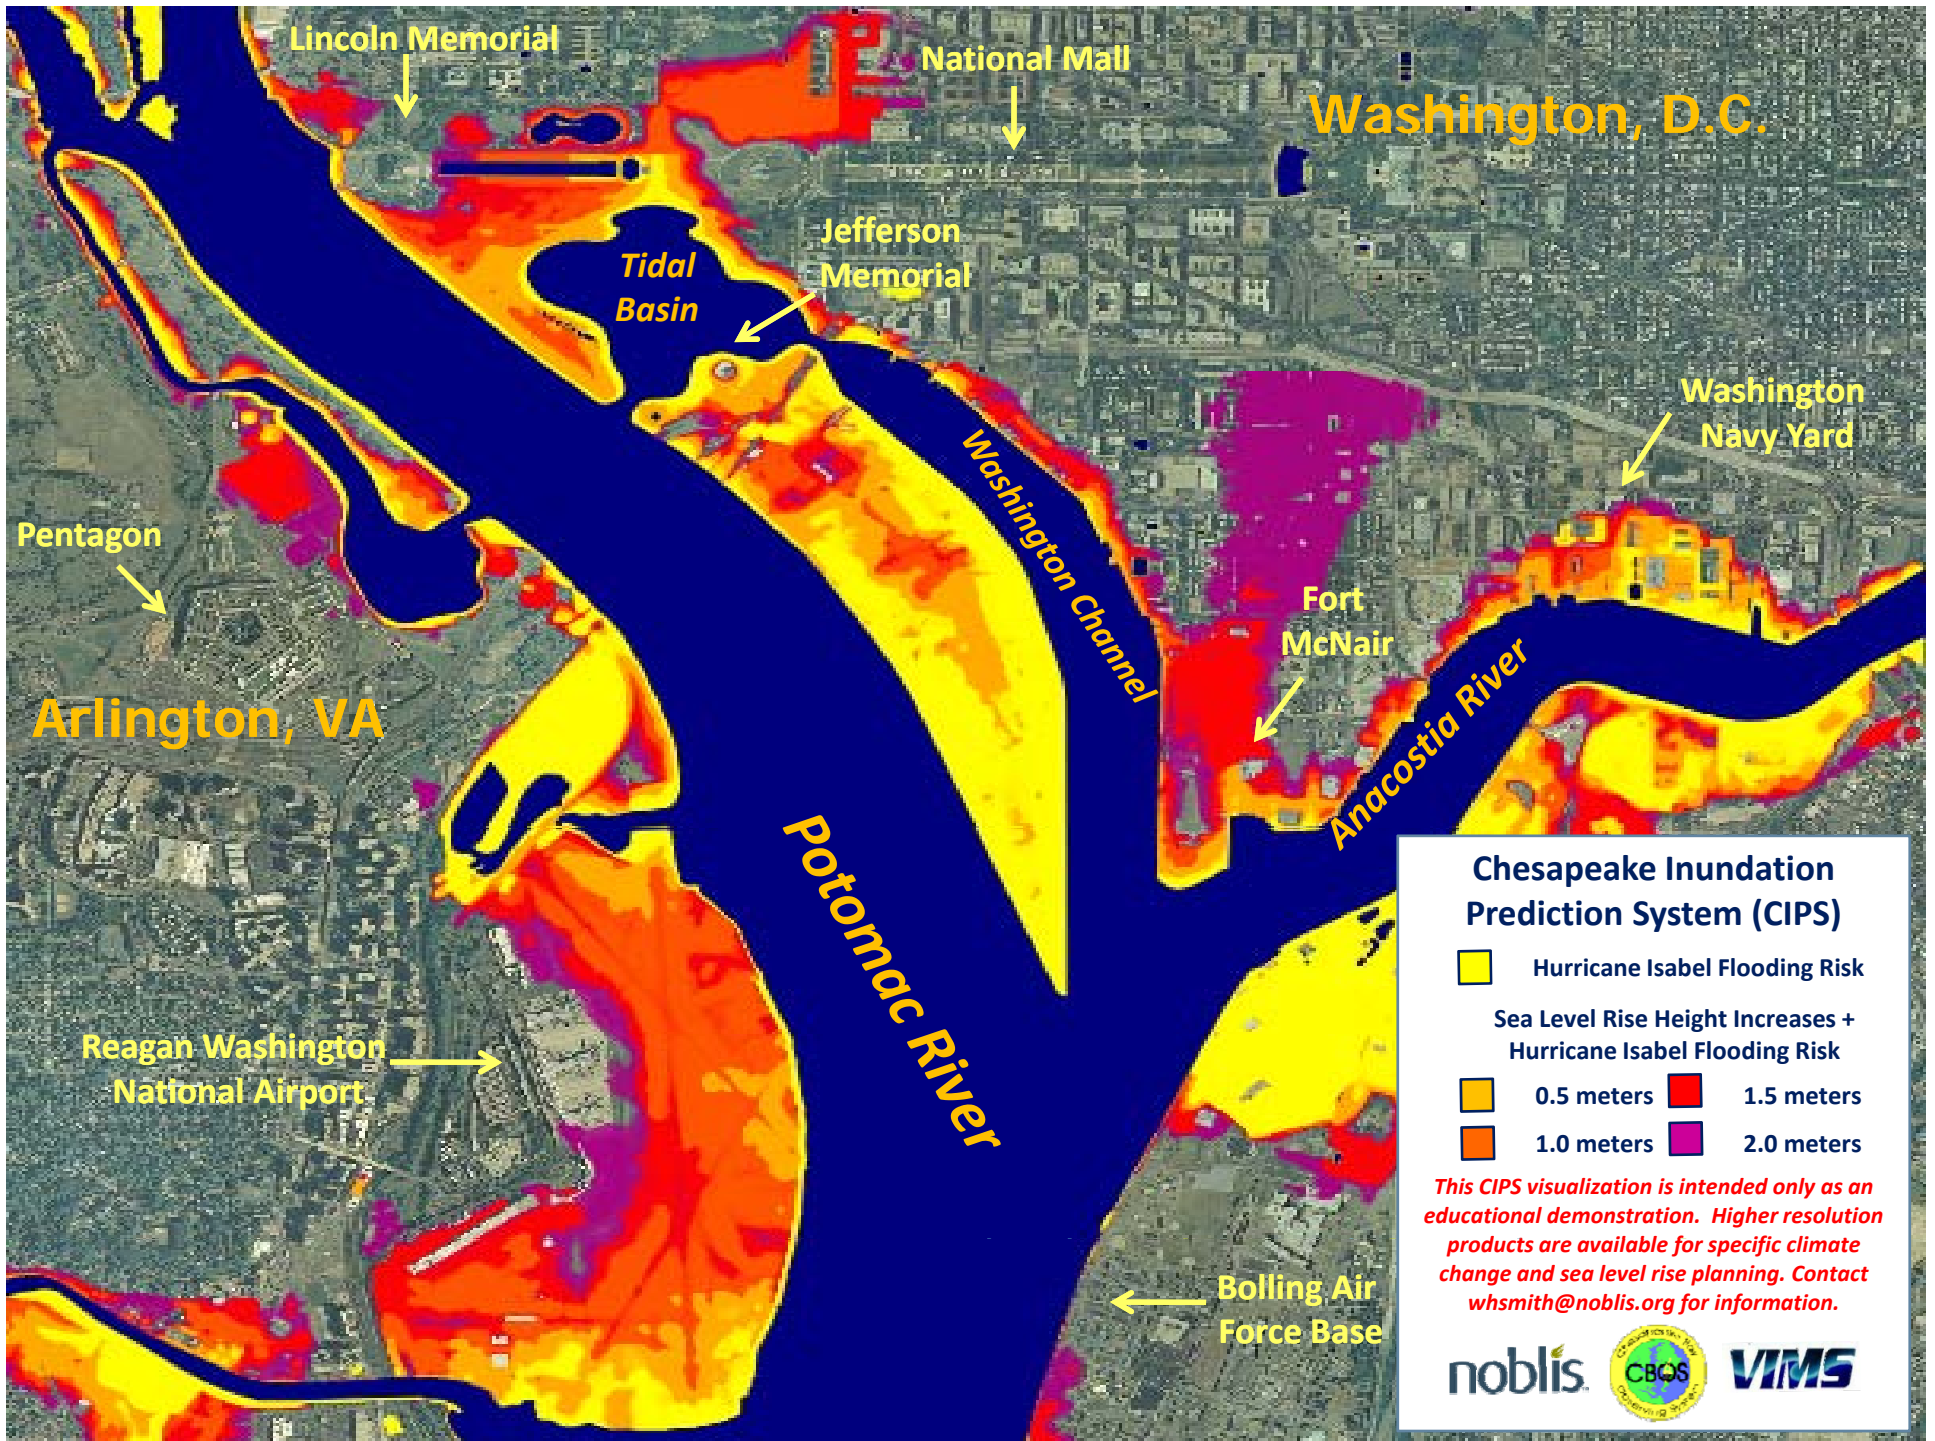 Lincoln Memorial
National Mall
Washington, D.C.
Jefferson
Memorial
Tidal
Basin
Washington
Navy Yard
Washington Channel
Pentagon
Fort
McNair
Arlington, VA
Anacostia River
Potomac River
Reagan Washington
National Airport
Bolling Air
Force Base
Chesapeake Inundation
Prediction System (CIPS)
Hurricane Isabel Flooding Risk
Sea Level Rise Height Increases +
Hurricane Isabel Flooding Risk
0.5 meters 1.5 meters
1.0 meters 2.0 meters
This CIPS visualization is intended only as an
educational demonstration. Higher resolution
products are available for specific climate
change and sea level rise planning. Contact
whsmith@noblis.org for information.
noblis
CBOS
VIMS